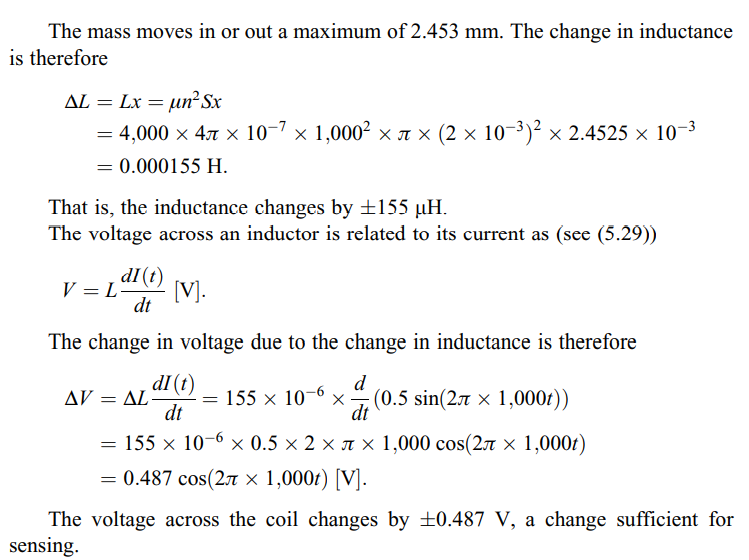 The mass moves in or out a maximum of 2.453 mm. The change in inductance
is therefore
ΔL = Lx = μn²Sx
= 4,000 × 4π × 10⁻⁷ × 1,000² × π × (2 × 10⁻³)² × 2.4525 × 10⁻³
= 0.000155 H.
That is, the inductance changes by ±155 μH.
The voltage across an inductor is related to its current as (see (5.29))
V = L dI(t)/dt [V].
The change in voltage due to the change in inductance is therefore
ΔV = ΔL dI(t)/dt = 155 × 10⁻⁶ × d/dt (0.5 sin(2π × 1,000t))
= 155 × 10⁻⁶ × 0.5 × 2 × π × 1,000 cos(2π × 1,000t)
= 0.487 cos(2π × 1,000t) [V].
The voltage across the coil changes by ±0.487 V, a change sufficient for
sensing.